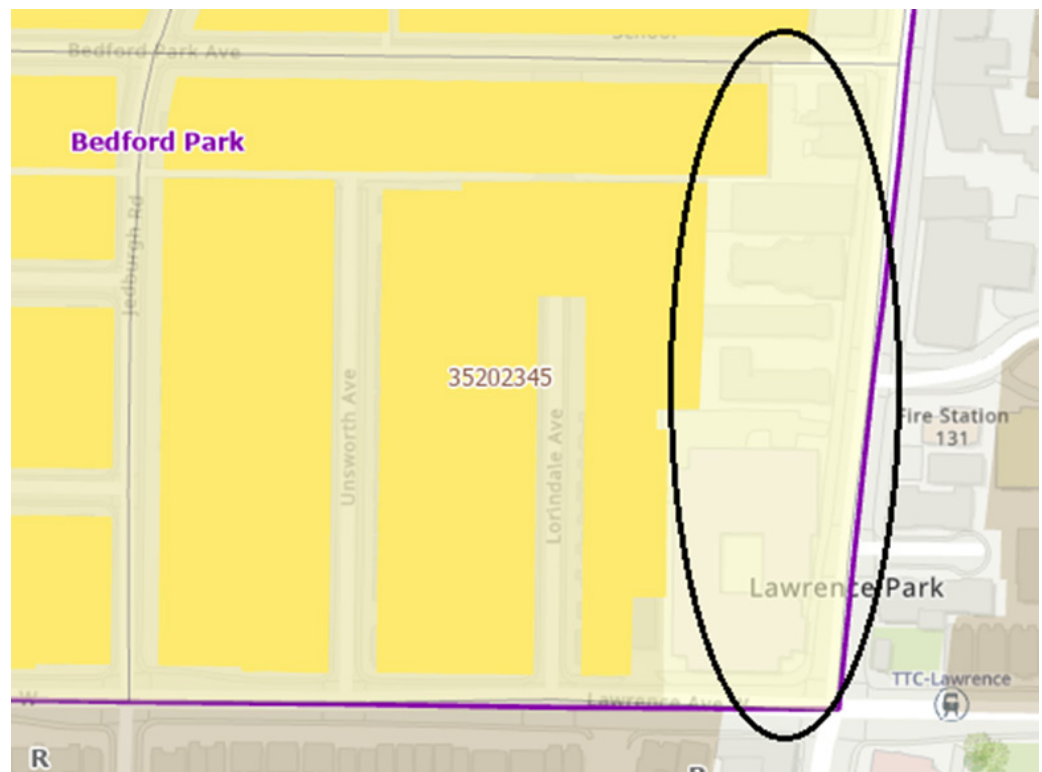 School
Bedford Park Ave
Bedford Park
Jedburgh Rd
35202345
Unsworth Ave
Lorindale Ave
Fire Station
131
Lawrence Park
TTC-Lawrence
W
Lawrence Ave W
R